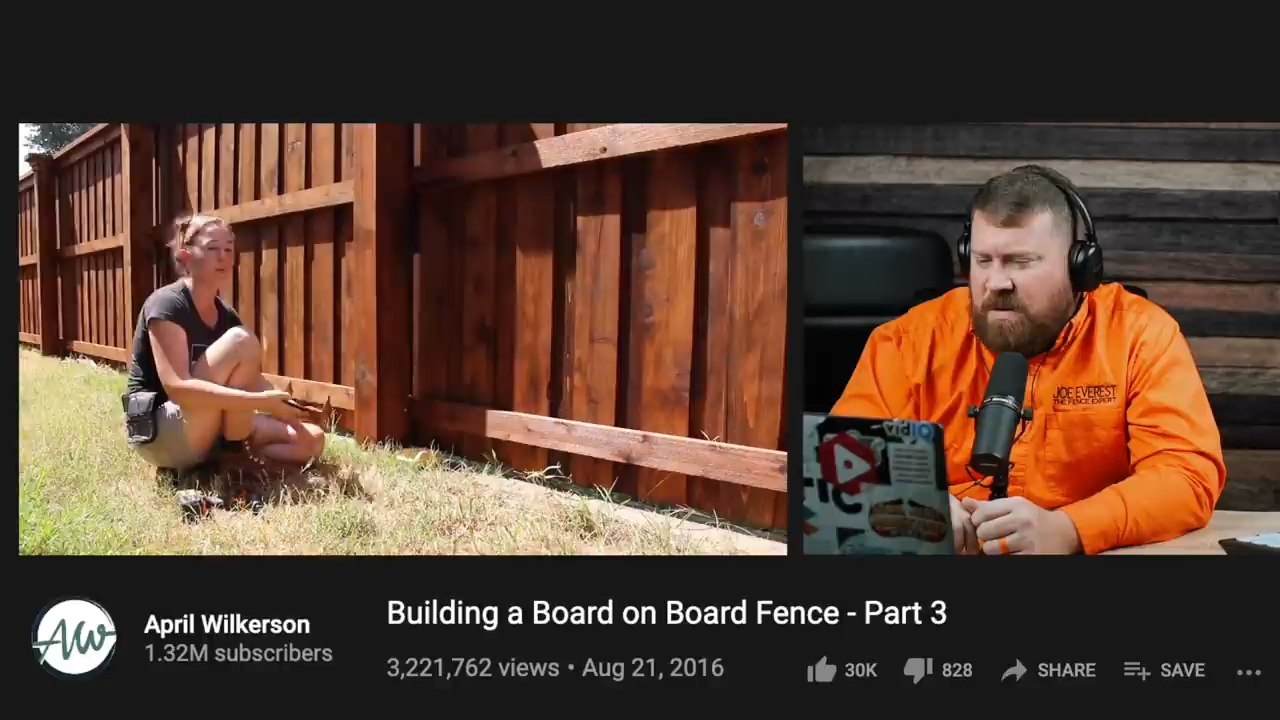 JOE EVEREST
THE FENCE EXPERT
AW
April Wilkerson
1.32M subscribers
Building a Board on Board Fence - Part 3
3,221,762 views • Aug 21, 2016
30K
828
SHARE
SAVE